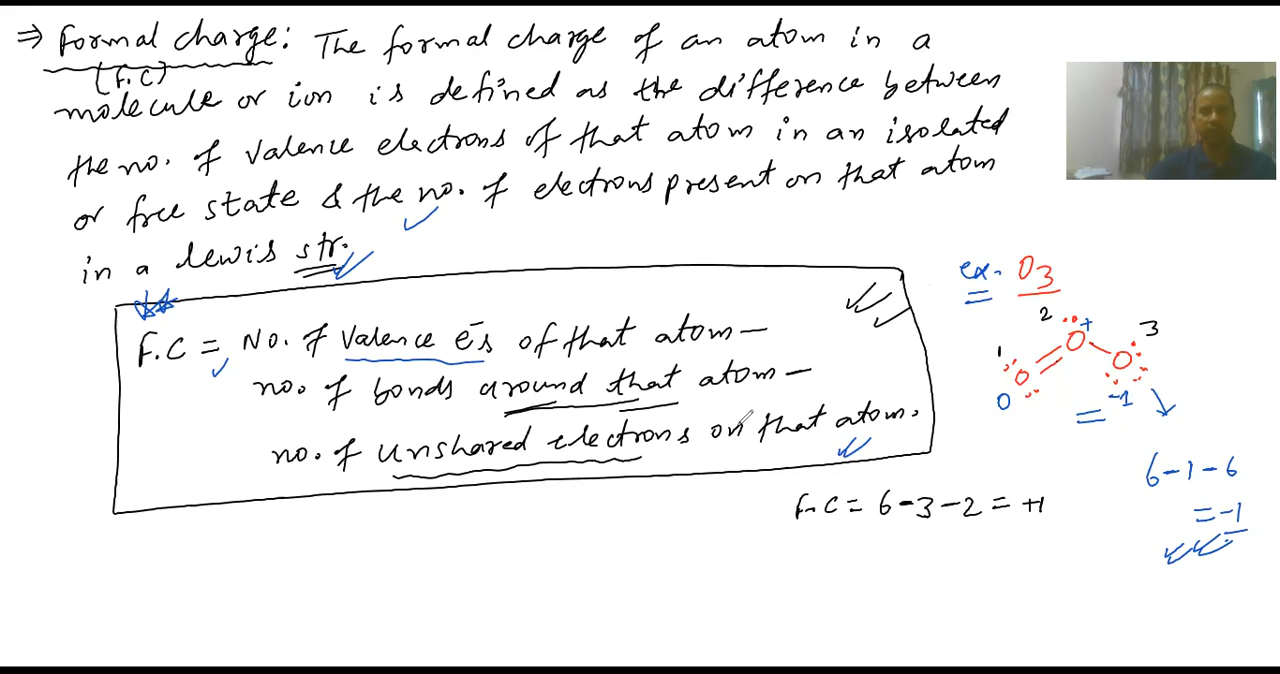 ⇒ Formal charge: The formal charge of an atom in a
(F.C)
molecule or ion is defined as the difference between
the no. of valence electrons of that atom in an isolated
or free state & the no. of electrons present on that atom
in a lewis str.
F.C = No. of valence e⁻s of that atom –
no. of bonds around that atom –
no. of unshared electrons on that atom.
ex. O3
2
1 O = O + – O 3
0
= -1
6-1-6
= -1
F.C = 6-3-2 = +1